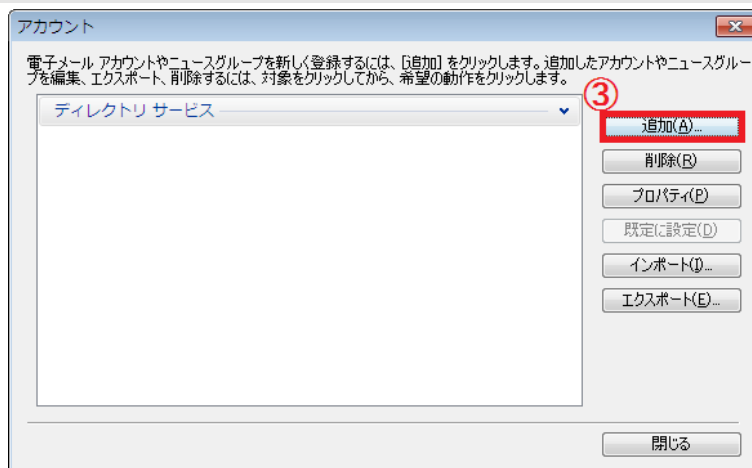 アカウント
電子メール アカウントやニュースグループを新しく登録するには、[追加] をクリックします。追加したアカウントやニュースグルー
プを編集、エクスポート、削除するには、対象をクリックしてから、希望の動作をクリックします。
③
ディレクトリ サービス
追加(A)...
削除(R)
プロパティ(P)
既定に設定(D)
インポート(I)...
エクスポート(E)...
閉じる